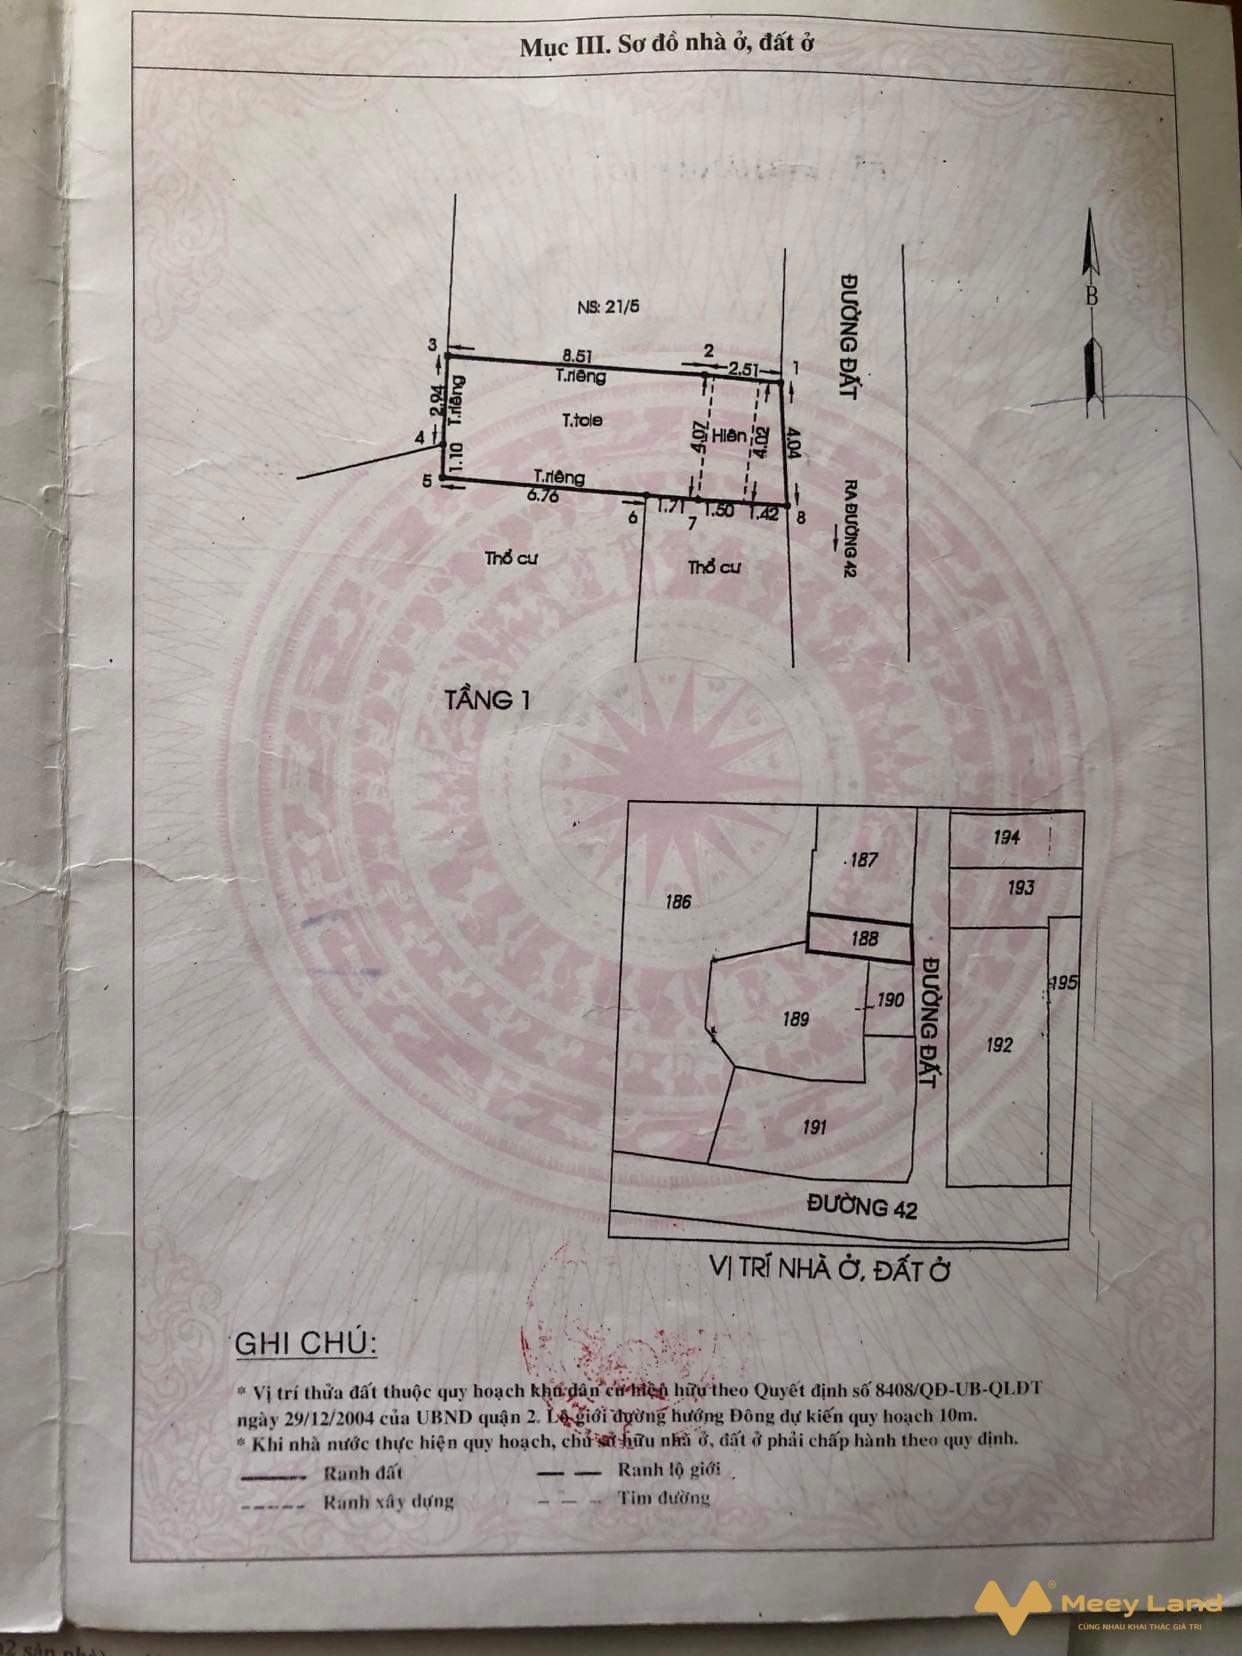 Mục III. Sơ đồ nhà ở, đất ở
NS: 21/5
B
ĐƯỜNG ĐẤT
RA ĐƯỜNG 42
3
8.51
2
2.51
1
T.riêng
2.94
T.riêng
T.tole
Hiên
4.07
4.02
4.04
4
1.10
5
T.riêng
6.76
6
1.71
7
1.50
1.42
8
Thổ cư
Thổ cư
TẦNG 1
194
187
193
186
188
195
190
189
192
ĐƯỜNG ĐẤT
191
ĐƯỜNG 42
VỊ TRÍ NHÀ Ở, ĐẤT Ở
GHI CHÚ:
* Vị trí thửa đất thuộc quy hoạch khu dân cư hiện hữu theo Quyết định số 8408/QĐ-UB-QLĐT
ngày 29/12/2004 của UBND quận 2. Lộ giới đường hướng Đông dự kiến quy hoạch 10m.
* Khi nhà nước thực hiện quy hoạch, chủ sở hữu nhà ở, đất ở phải chấp hành theo quy định.
Ranh đất
Ranh lộ giới
Ranh xây dựng
Tim đường
Meey Land
CÙNG NHAU KHAI THÁC GIÁ TRỊ